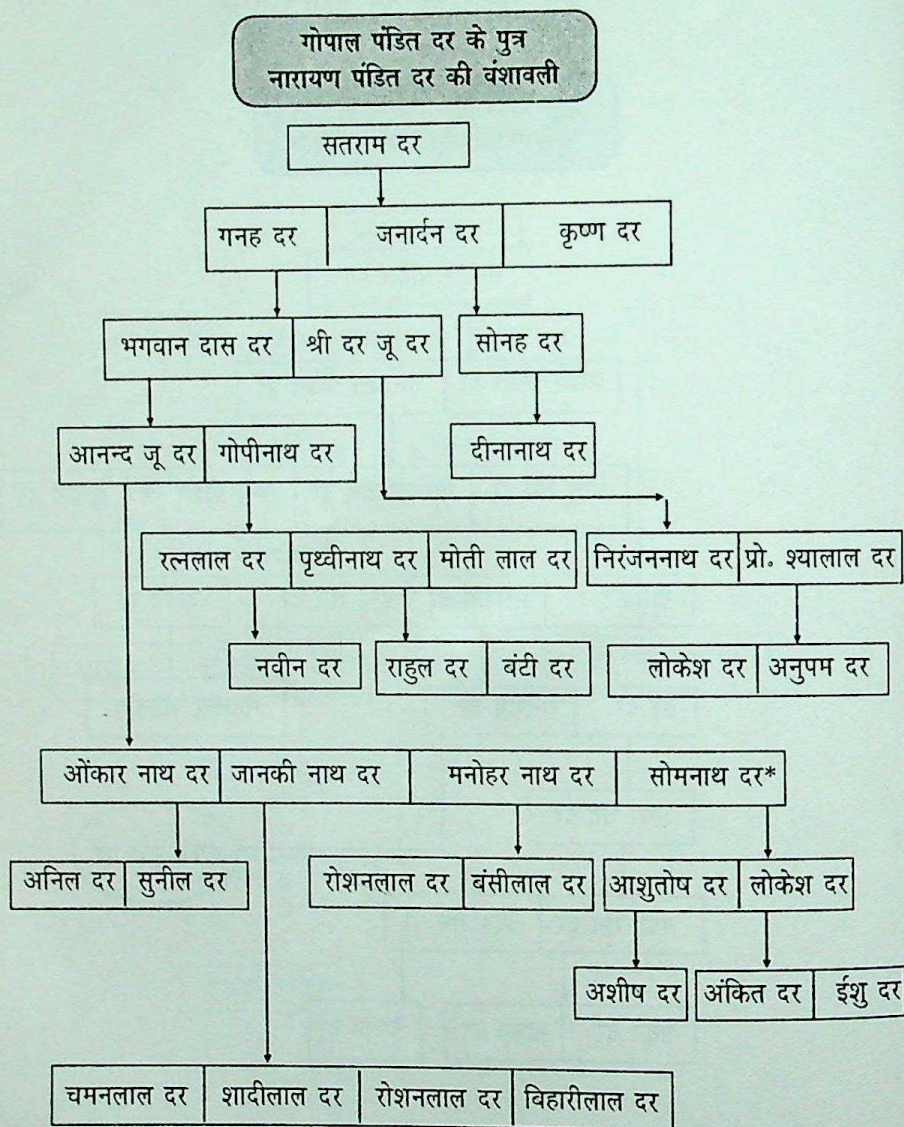 गोपाल पंडित दर के पुत्र
नारायण पंडित दर की वंशावली
सतराम दर
गनह दर जनार्दन दर कृष्ण दर
भगवान दास दर श्री दर जू दर सोनह दर
आनन्द जू दर गोपीनाथ दर दीनानाथ दर
रत्नलाल दर पृथ्वीनाथ दर मोती लाल दर निरंजननाथ दर प्रो. श्यालाल दर
नवीन दर राहुल दर बंटी दर लोकेश दर अनुपम दर
ओंकार नाथ दर जानकी नाथ दर मनोहर नाथ दर सोमनाथ दर*
अनिल दर सुनील दर रोशनलाल दर बंसीलाल दर आशुतोष दर लोकेश दर
अशीष दर अंकित दर ईशु दर
चमनलाल दर शादीलाल दर रोशनलाल दर विहारीलाल दर